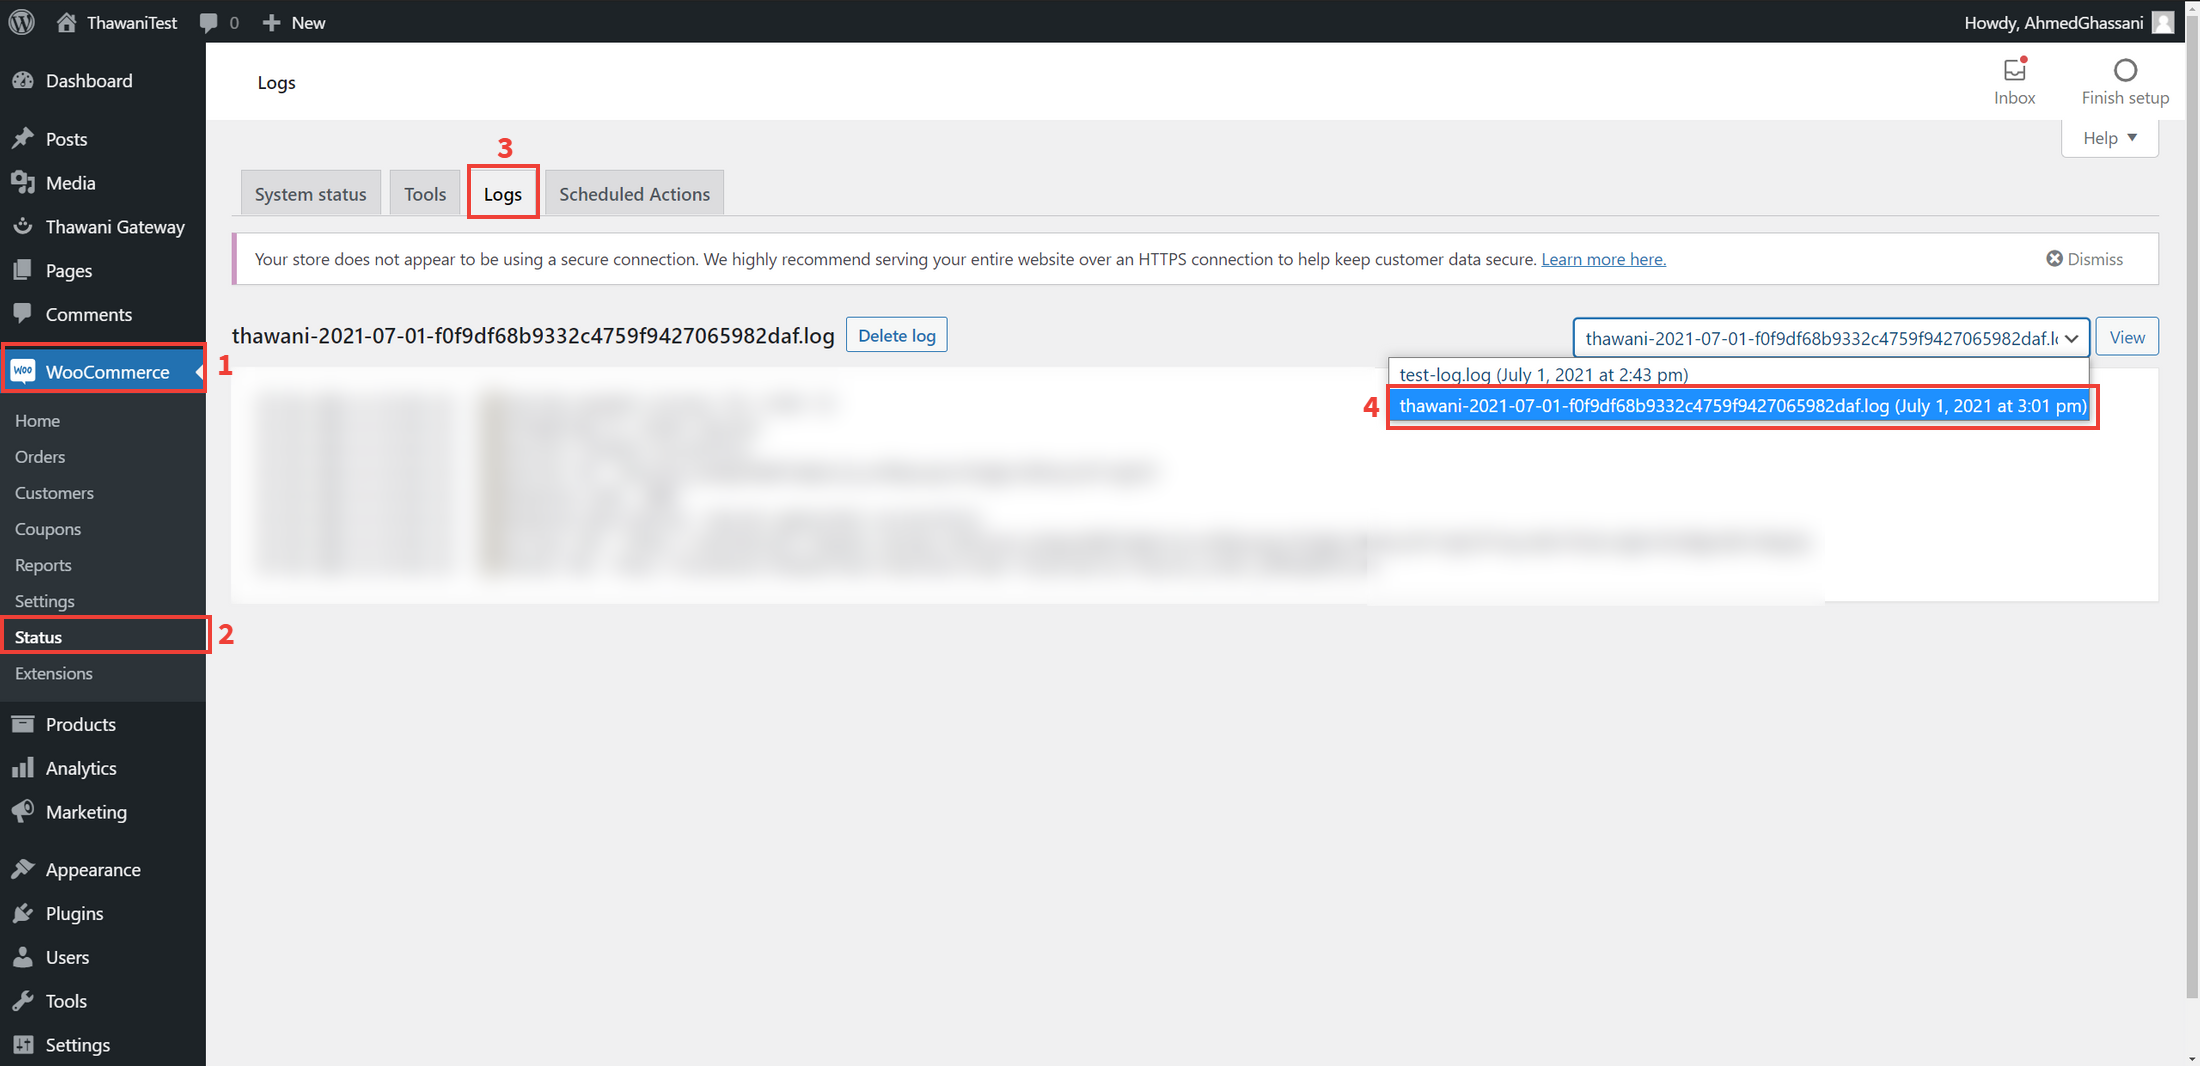 ThawaniTest 0 New Howdy, AhmedGhassani
Dashboard
Posts
Media
Thawani Gateway
Pages
Comments
WooCommerce 1
Home
Orders
Customers
Coupons
Reports
Settings
Status 2
Extensions
Products
Analytics
Marketing
Appearance
Plugins
Users
Tools
Settings
Logs
Inbox Finish setup
Help
3
System status Tools Logs Scheduled Actions
Your store does not appear to be using a secure connection. We highly recommend serving your entire website over an HTTPS connection to help keep customer data secure. Learn more here. Dismiss
thawani-2021-07-01-f0f9df68b9332c4759f9427065982daf.log Delete log
thawani-2021-07-01-f0f9df68b9332c4759f9427065982daf.l View
test-log.log (July 1, 2021 at 2:43 pm)
4 thawani-2021-07-01-f0f9df68b9332c4759f9427065982daf.log (July 1, 2021 at 3:01 pm)